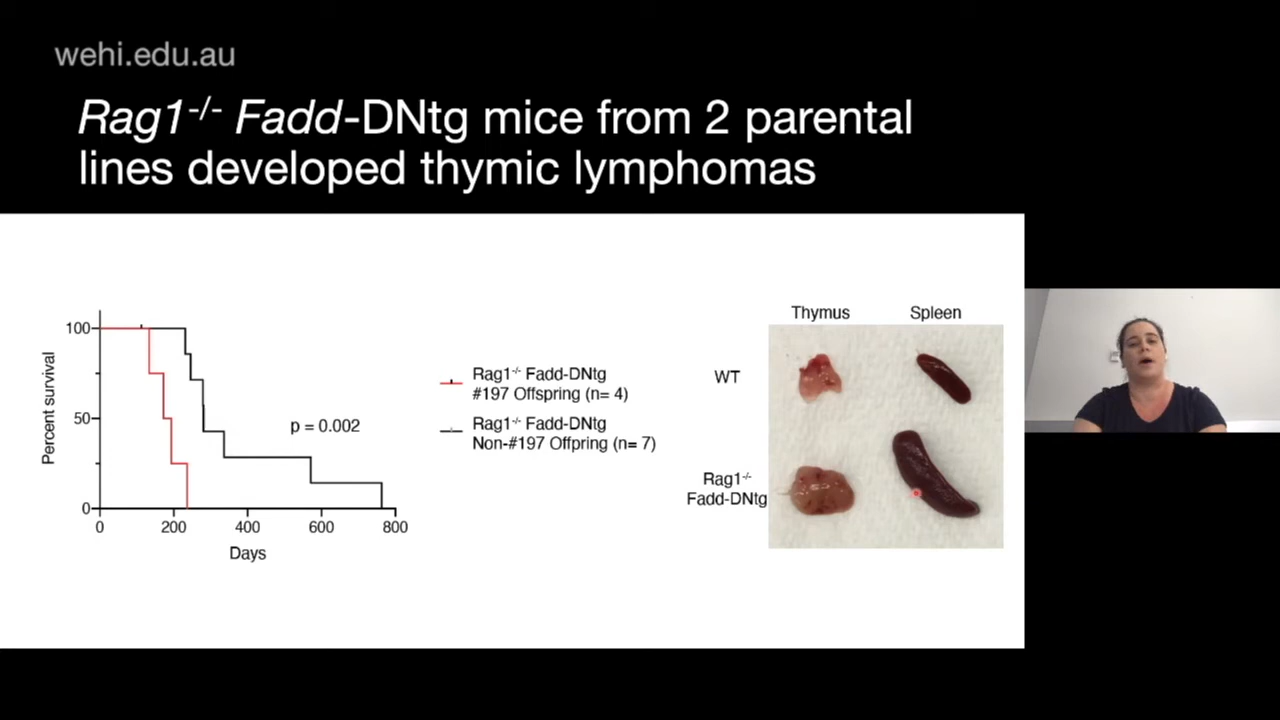 wehi.edu.au
Rag1-/- Fadd-DNtg mice from 2 parental
lines developed thymic lymphomas
100
50
0
Percent survival
0 200 400 600 800
Days
p = 0.002
Rag1-/- Fadd-DNtg
#197 Offspring (n= 4)
Rag1-/- Fadd-DNtg
Non-#197 Offpring (n= 7)
Thymus Spleen
WT
Rag1-/-
Fadd-DNtg